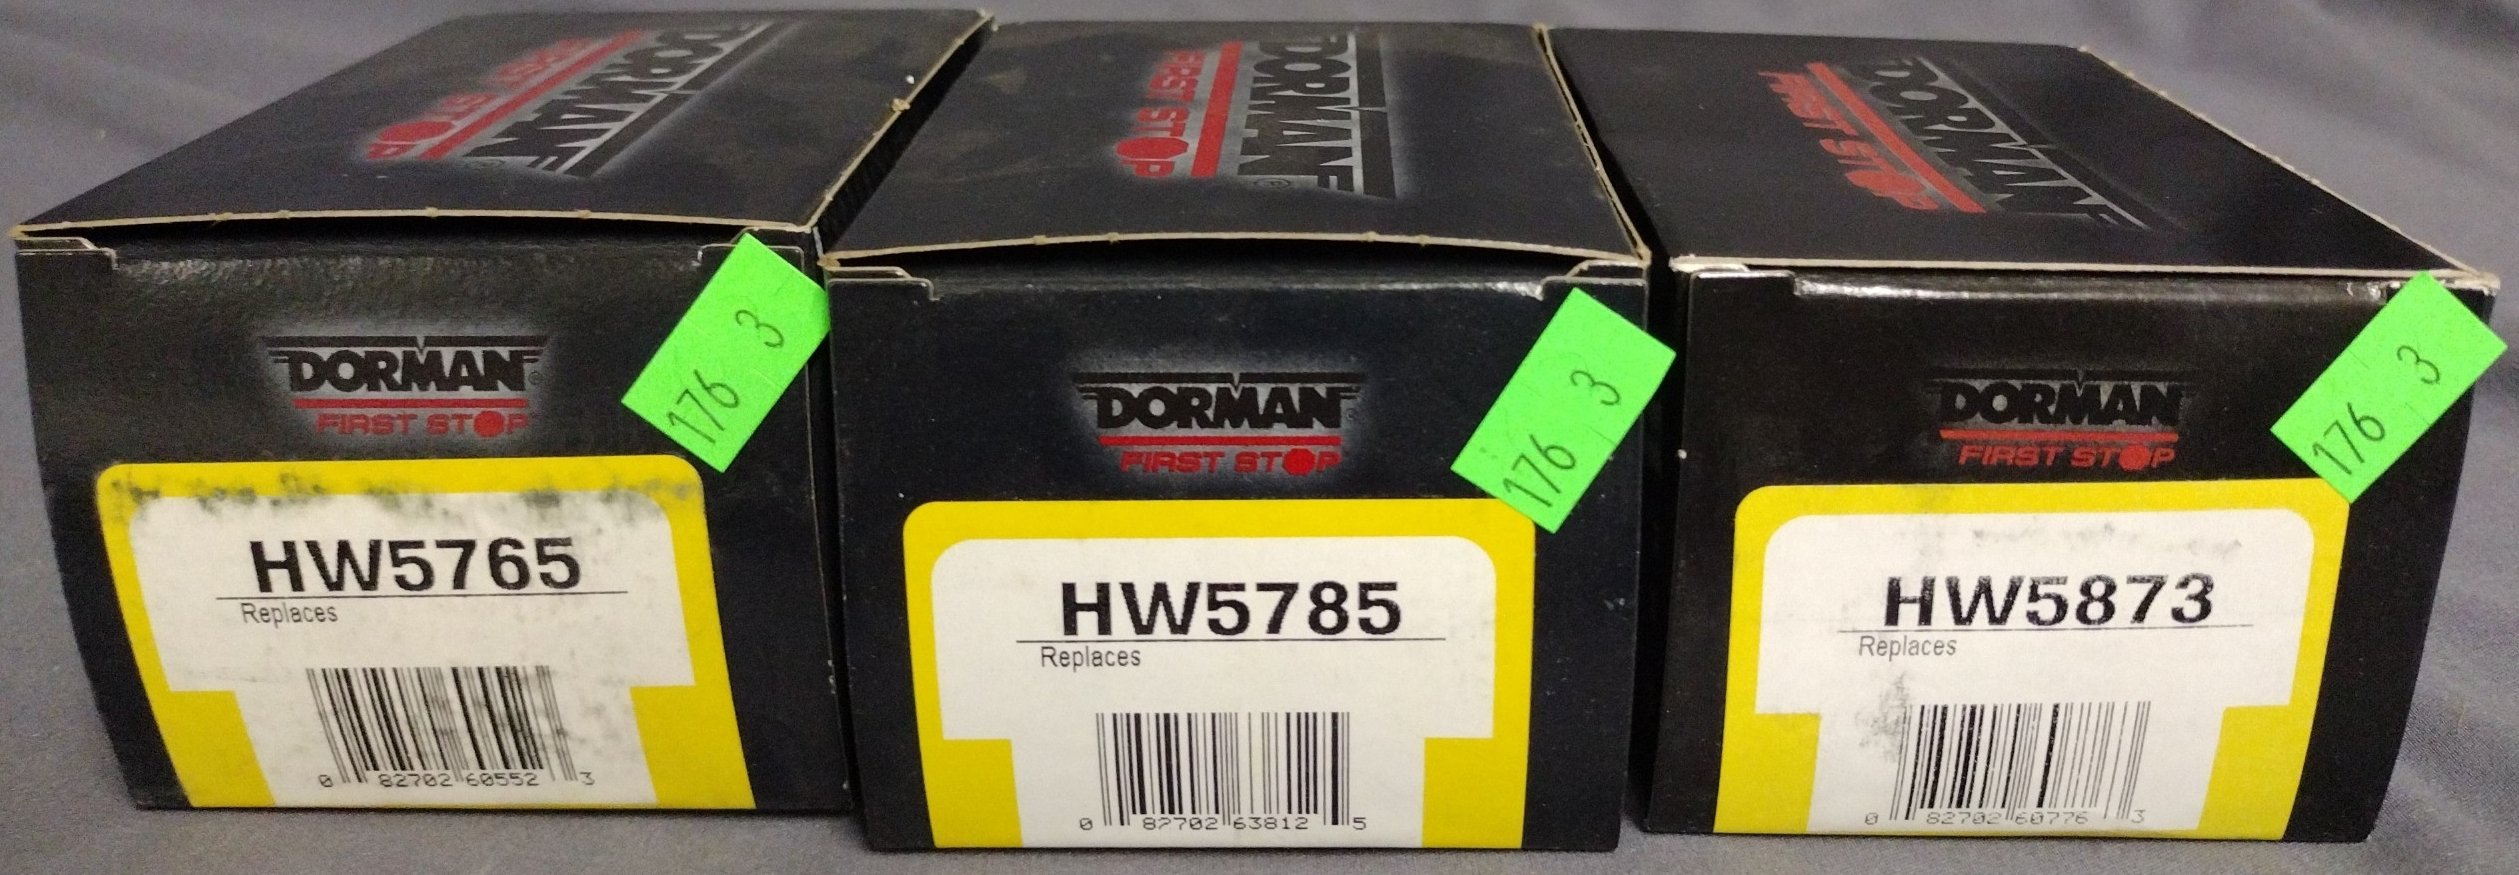 DORMAN
FIRST STOP
DORMAN
FIRST STOP
DORMAN
FIRST STOP
176 3
DORMAN
FIRST STOP
HW5765
Replaces
0 82702 60552 3
176 3
DORMAN
FIRST STOP
HW5785
Replaces
0 87702 63812 5
176 3
DORMAN
FIRST STOP
HW5873
Replaces
0 82702 60776 3